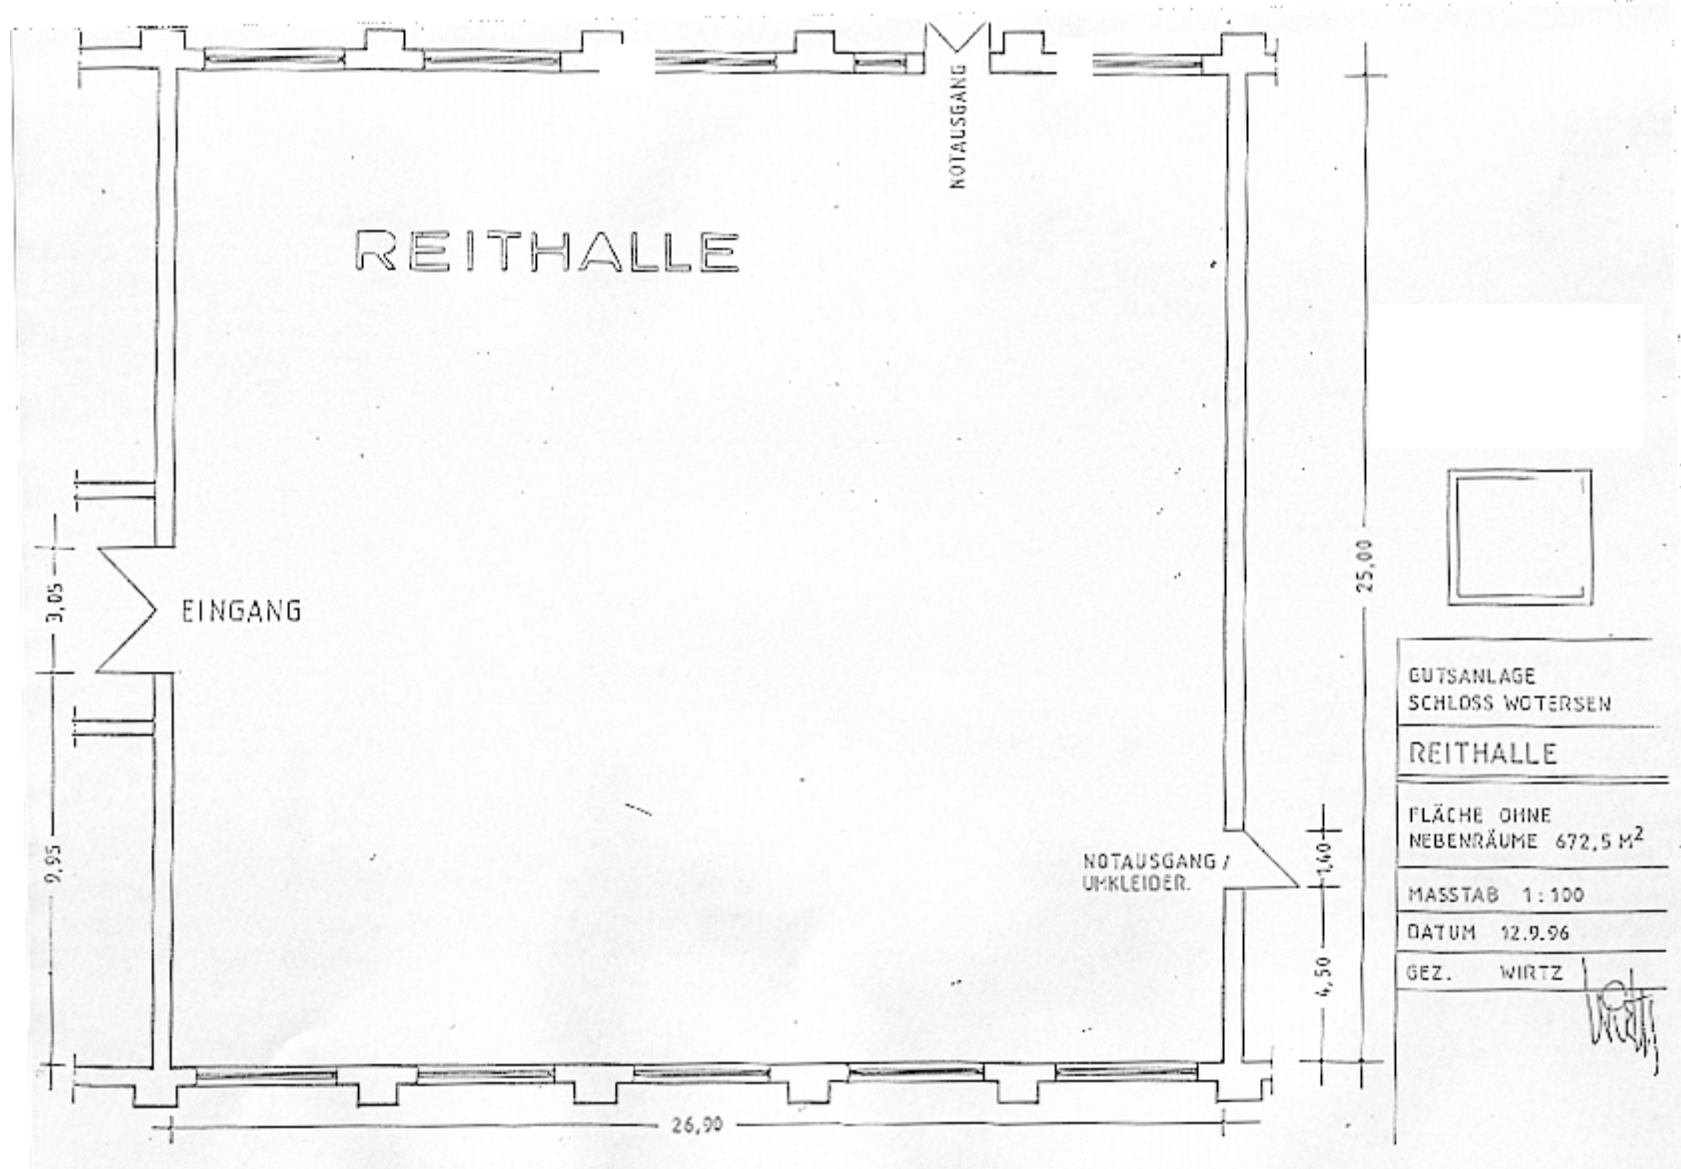 NOTAUSGANG
REITHALLE
25,00
3,05
EINGANG
GUTSANLAGE
SCHLOSS WOTERSEN
REITHALLE
FLÄCHE OHNE
NEBENRÄUME 672,5 M²
9,95
1,40
NOTAUSGANG /
UMKLEIDER.
MASSTAB 1:100
DATUM 12.9.96
4,50
GEZ. WIRTZ
26,90